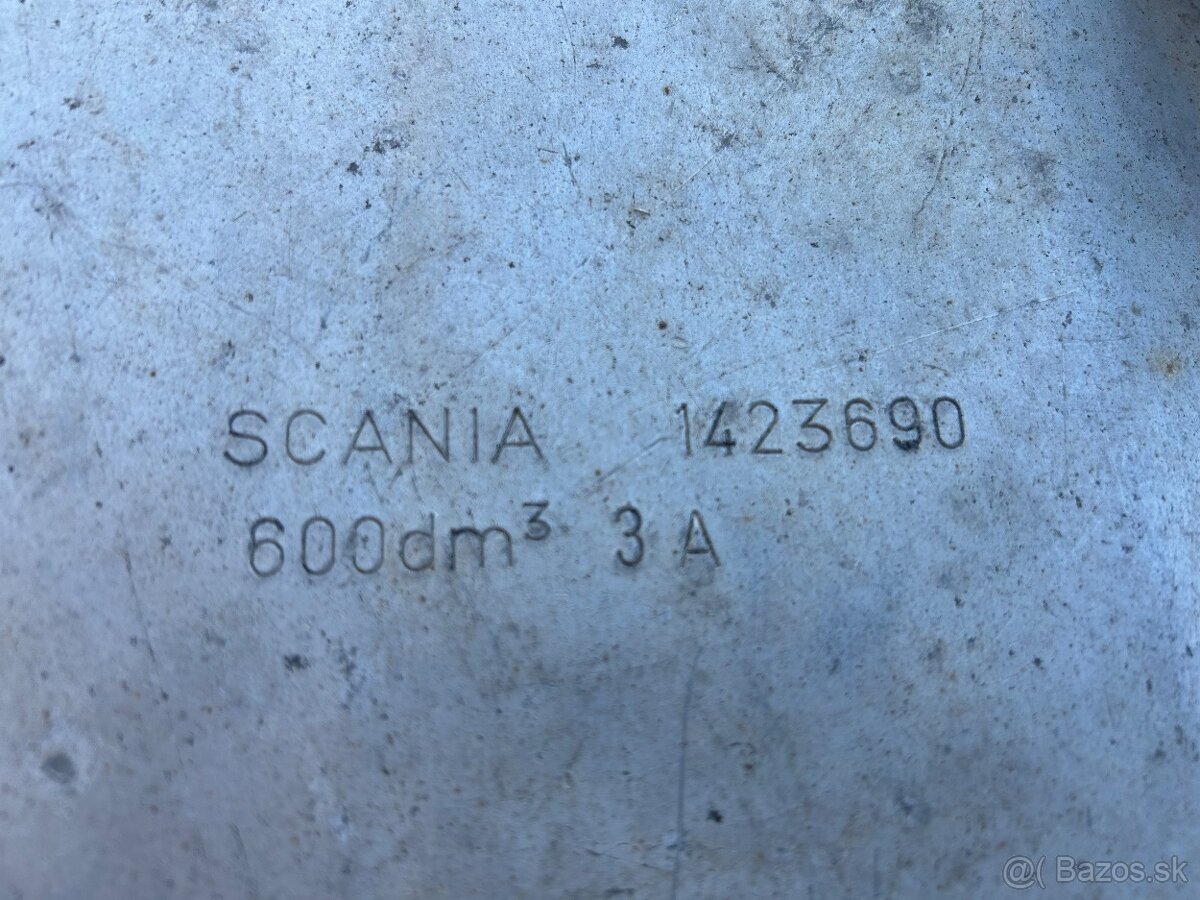 SCANIA 1423690
600dm³ 3 A
@( Bazos.sk